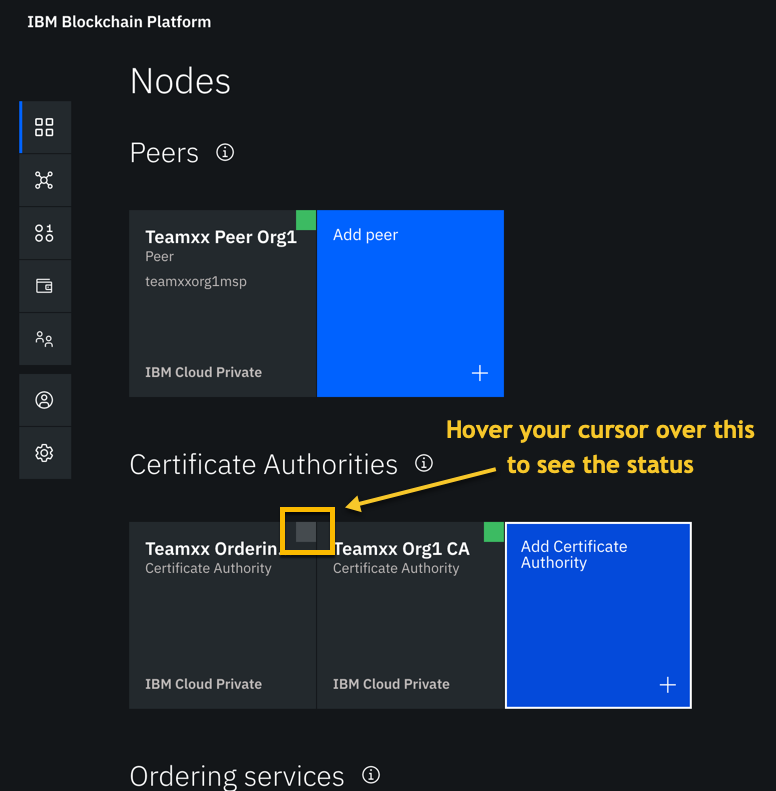 IBM Blockchain Platform
Nodes
Peers
Teamxx Peer Org1
Peer
teamxxorg1msp
IBM Cloud Private
Add peer
Hover your cursor over this
to see the status
Certificate Authorities
Teamxx Orderin.
Certificate Authority
IBM Cloud Private
Teamxx Org1 CA
Certificate Authority
IBM Cloud Private
Add Certificate
Authority
Ordering services